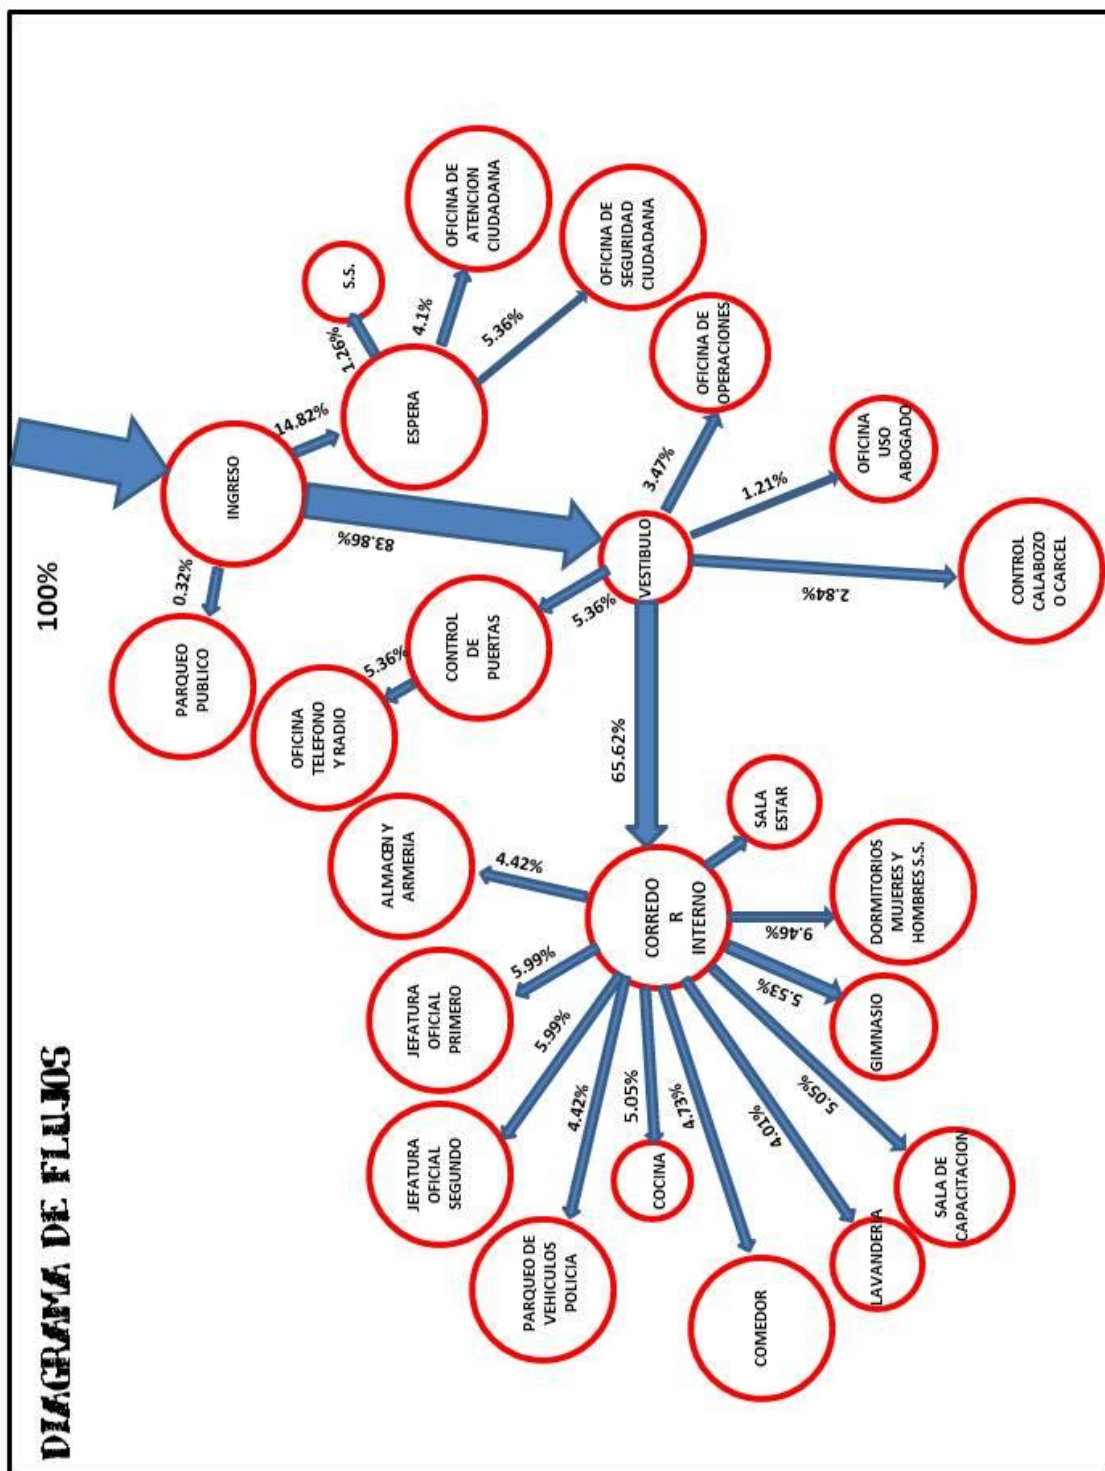 DIAGRAMA DE FLUJOS
100%
INGRESO
0.32%
PARQUEO
PUBLICO
14.82%
ESPERA
1.26%
S.S.
4.1%
OFICINA DE
ATENCION
CIUDADANA
5.36%
OFICINA DE
SEGURIDAD
CIUDADANA
83.86%
VESTIBULO
3.47%
OFICINA DE
OPERACIONES
1.21%
OFICINA
USO
ABOGADO
2.84%
CONTROL
CALABOZO
O CARCEL
5.36%
CONTROL
DE
PUERTAS
5.36%
OFICINA
TELEFONO
Y RADIO
65.62%
CORREDO
R
INTERNO
4.42%
ALMACEN Y
ARMERIA
5.99%
JEFATURA
OFICIAL
PRIMERO
5.99%
JEFATURA
OFICIAL
SEGUNDO
4.42%
PARQUEO DE
VEHICULOS
POLICIA
5.05%
COCINA
4.73%
COMEDOR
4.01%
LAVANDERIA
5.05%
SALA DE
CAPACITACION
5.53%
GIMNASIO
9.46%
DORMITORIOS
MUJERES Y
HOMBRES S.S.
SALA
ESTAR